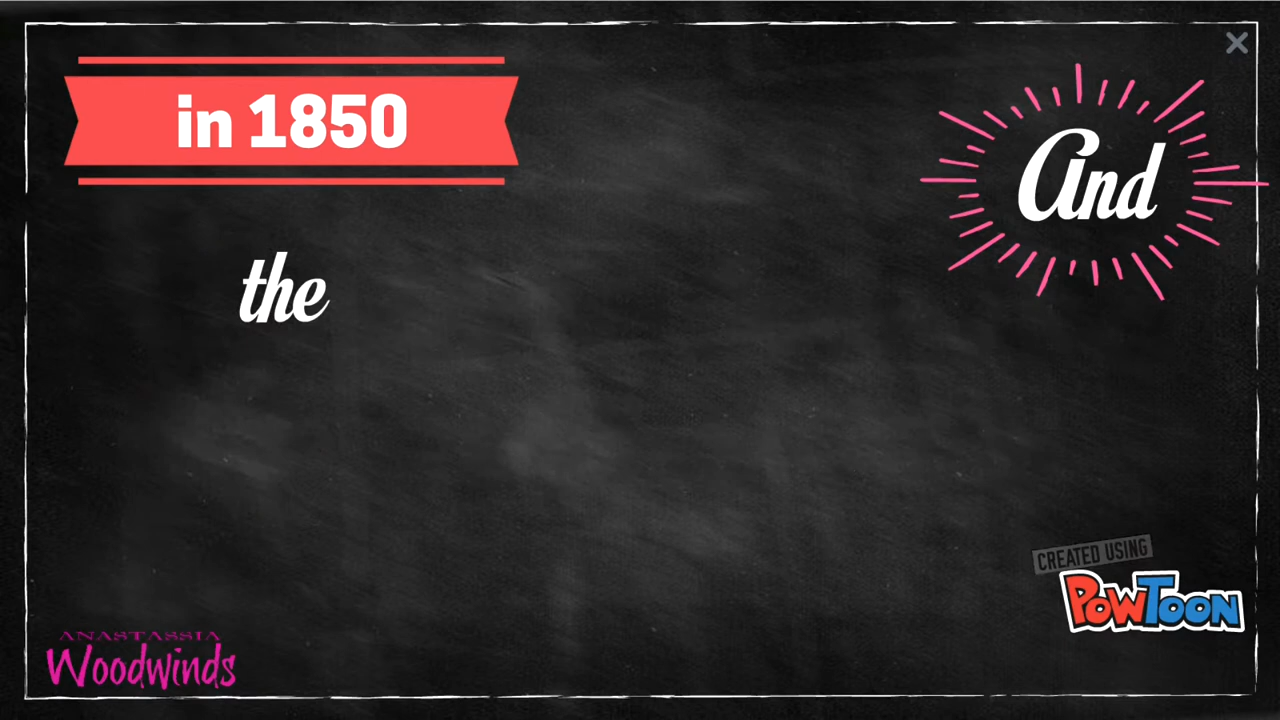 in 1850
And
the
CREATED USING
POWTOON
ANASTASSIA
Woodwinds